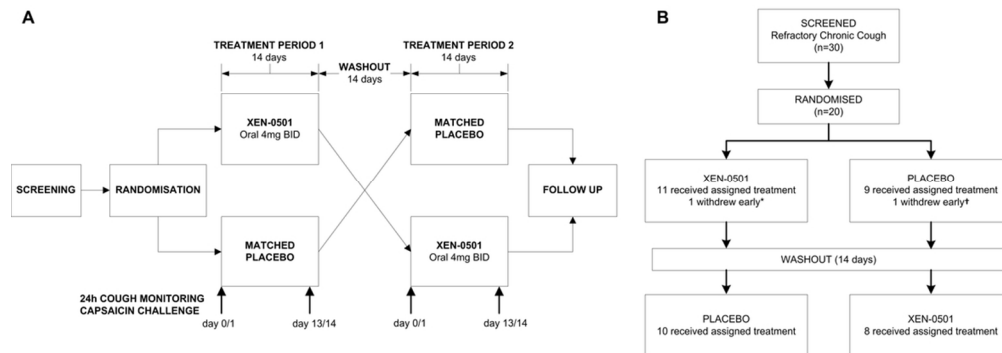 A
TREATMENT PERIOD 1
14 days
WASHOUT
14 days
TREATMENT PERIOD 2
14 days
XEN-0501
Oral 4mg BID
MATCHED
PLACEBO
SCREENING
RANDOMISATION
FOLLOW UP
MATCHED
PLACEBO
XEN-0501
Oral 4mg BID
24h COUGH MONITORING
CAPSAICIN CHALLENGE
day 0/1
day 13/14
day 0/1
day 13/14
B
SCREENED
Refractory Chronic Cough
(n=30)
RANDOMISED
(n=20)
XEN-0501
11 received assigned treatment
1 withdrew early*
PLACEBO
9 received assigned treatment
1 withdrew early†
WASHOUT (14 days)
PLACEBO
10 received assigned treatment
XEN-0501
8 received assigned treatment